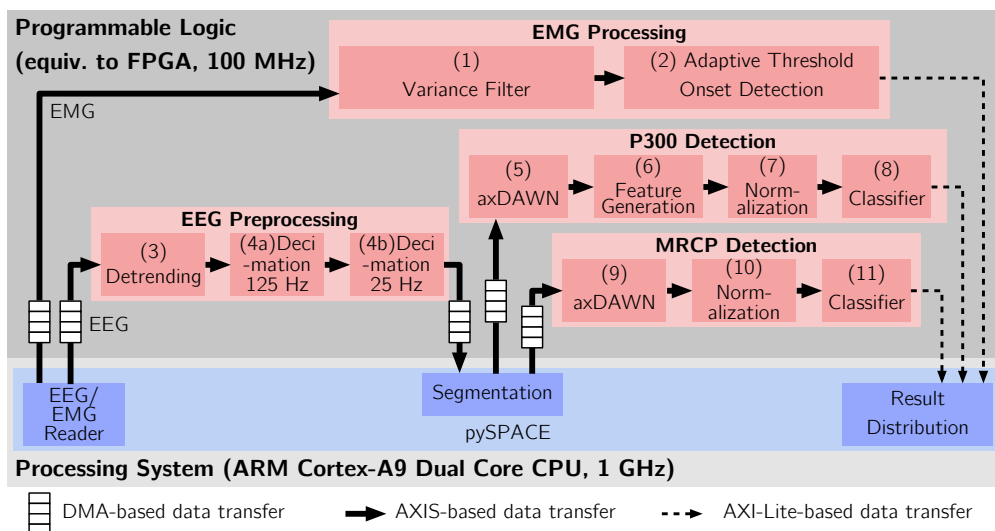 Programmable Logic
(equiv. to FPGA, 100 MHz)
EMG Processing
(1)
Variance Filter
(2) Adaptive Threshold
Onset Detection
EMG
P300 Detection
(5)
axDAWN
(6)
Feature
Generation
(7)
Norm-
alization
(8)
Classifier
EEG Preprocessing
(3)
Detrending
(4a)Deci
-mation
125 Hz
(4b)Deci
-mation
25 Hz
MRCP Detection
(9)
axDAWN
(10)
Norm-
alization
(11)
Classifier
EEG
EEG/
EMG
Reader
Segmentation
pySPACE
Result
Distribution
Processing System (ARM Cortex-A9 Dual Core CPU, 1 GHz)
DMA-based data transfer
AXIS-based data transfer
AXI-Lite-based data transfer